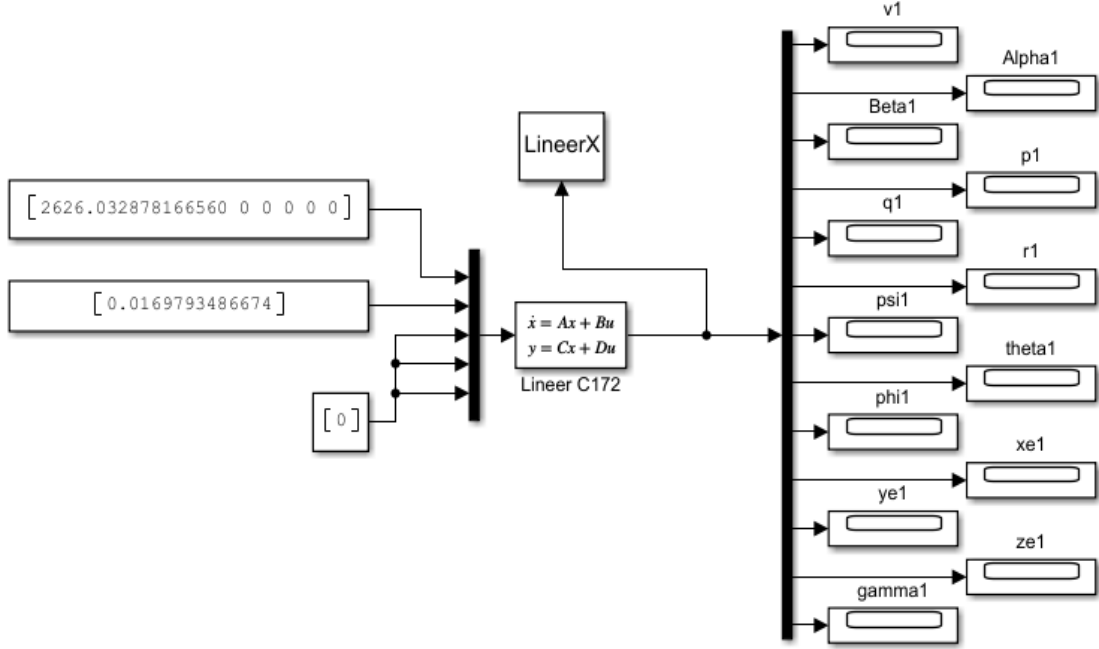 v1
Alpha1
Beta1
LineerX
p1
[2626.032878166560 0 0 0 0 0]
q1
r1
[0.0169793486674]
psi1
ẋ = Ax + Bu
y = Cx + Du
theta1
Lineer C172
phi1
[0]
xe1
ye1
ze1
gamma1